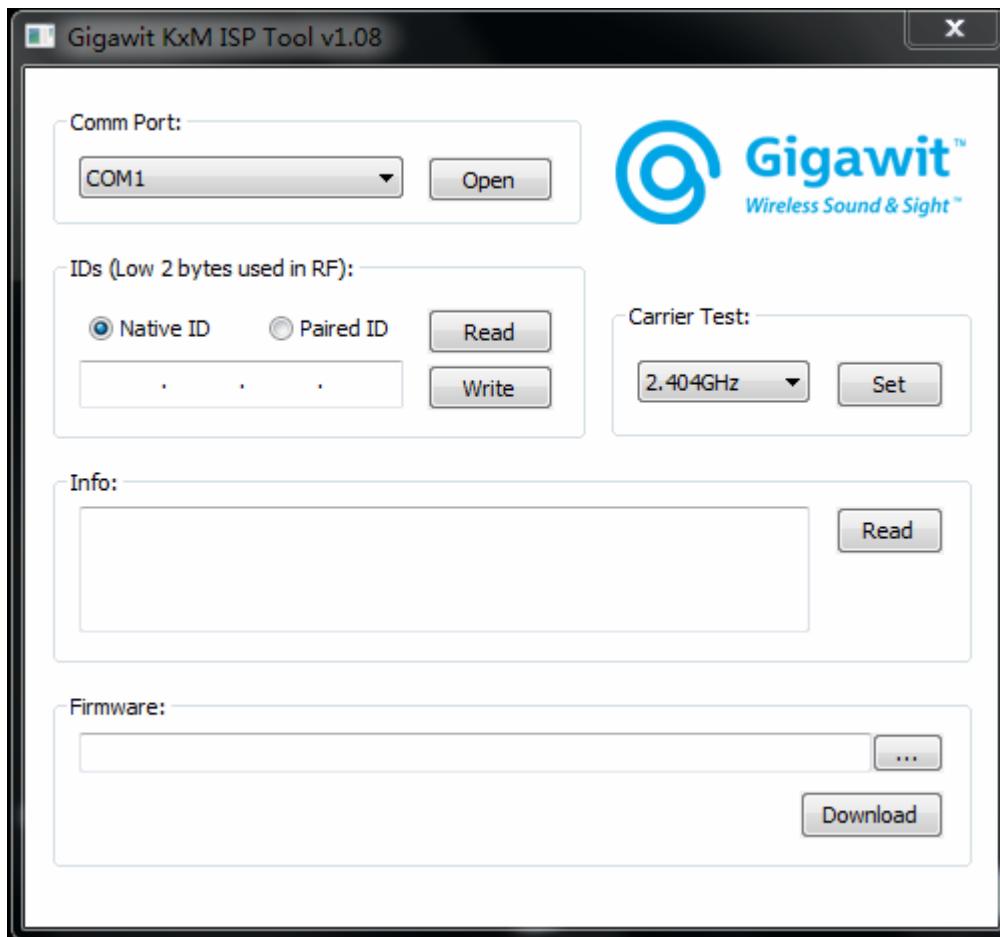 Gigawit KxM ISP Tool v1.08
x
Comm Port:
COM1
Open
Gigawit™
Wireless Sound & Sight™
IDs (Low 2 bytes used in RF):
Native ID
Paired ID
Read
. . .
Write
Carrier Test:
2.404GHz
Set
Info:
Read
Firmware:
...
Download